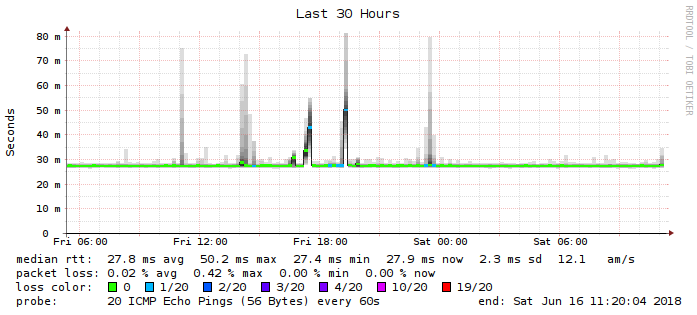 Last 30 Hours
RRDTOOL / TOBI OETIKER
Seconds
80 m
70 m
60 m
50 m
40 m
30 m
20 m
10 m
0
Fri 06:00 Fri 12:00 Fri 18:00 Sat 00:00 Sat 06:00
median rtt: 27.8 ms avg 50.2 ms max 27.4 ms min 27.9 ms now 2.3 ms sd 12.1 am/s
packet loss: 0.02 % avg 0.42 % max 0.00 % min 0.00 % now
loss color: 0 1/20 2/20 3/20 4/20 10/20 19/20
probe: 20 ICMP Echo Pings (56 Bytes) every 60s end: Sat Jun 16 11:20:04 2018